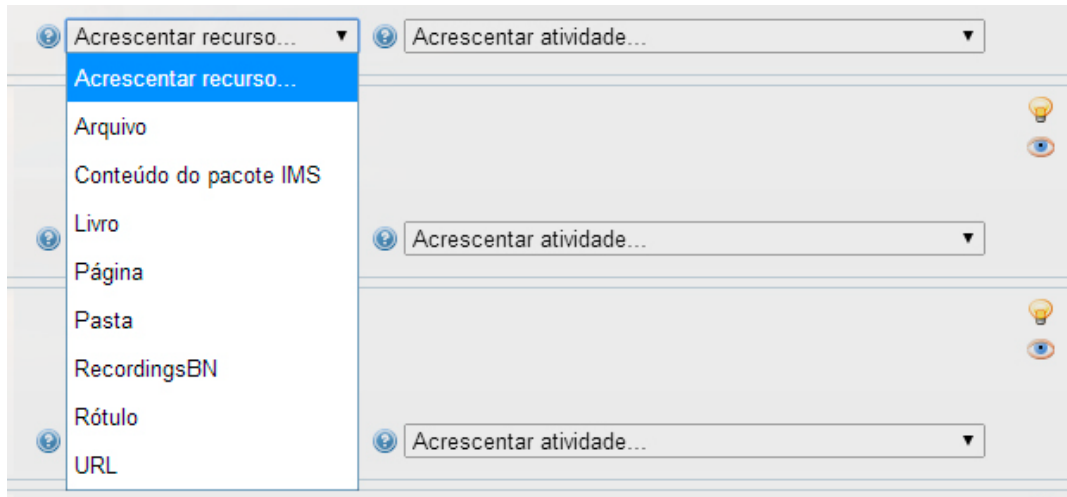 Acrescentar recurso... Acrescentar atividade...
Acrescentar recurso...
Arquivo
Conteúdo do pacote IMS
Livro
Acrescentar atividade...
Página
Pasta
RecordingsBN
Rótulo
Acrescentar atividade...
URL